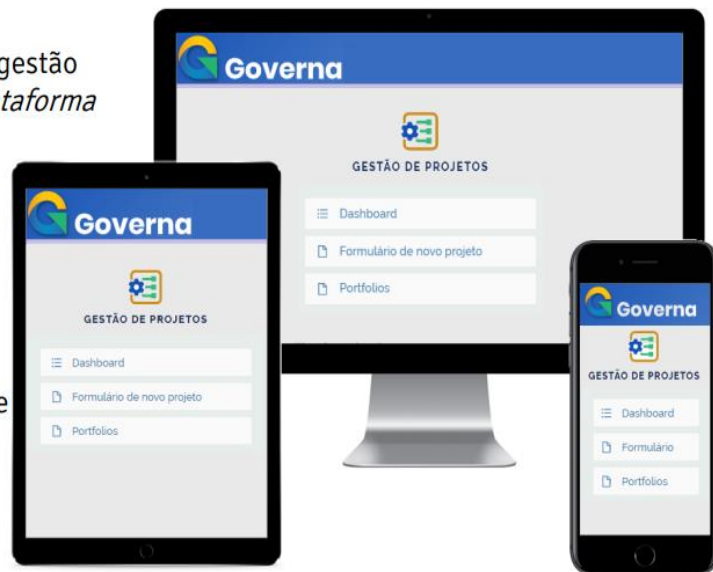 gestão
taforma
e
Governa
GESTÃO DE PROJETOS
Dashboard
Formulário de novo projeto
Portfolios
Governa
GESTÃO DE PROJETOS
Dashboard
Formulário de novo projeto
Portfolios
Governa
GESTÃO DE PROJETOS
Dashboard
Formulário
Portfolios